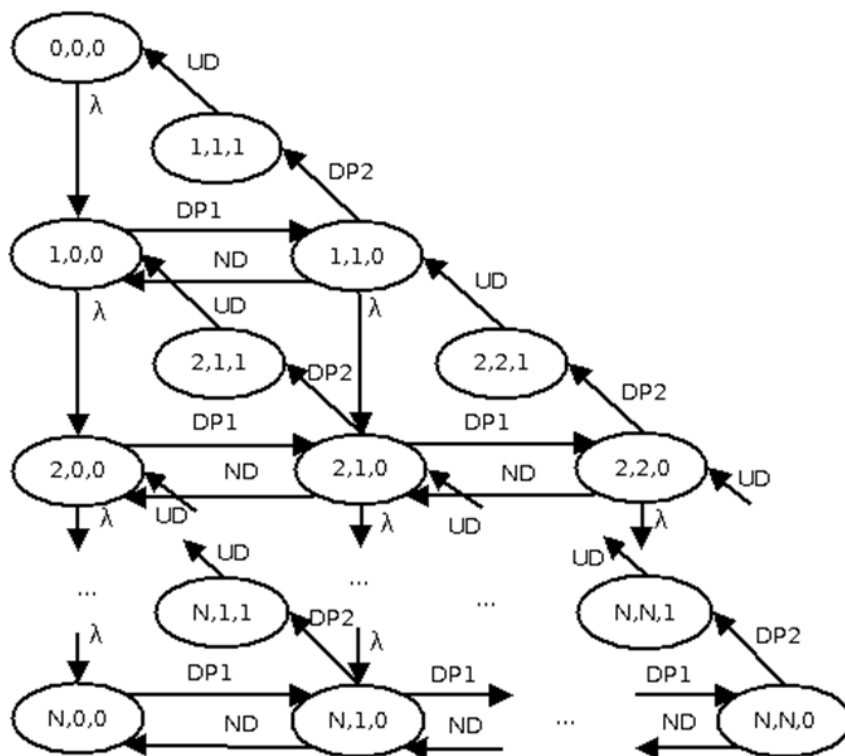 0,0,0
UD
λ
1,1,1
DP2
DP1
1,0,0
ND
1,1,0
UD
λ
UD
λ
2,1,1
DP2
2,2,1
DP2
DP1
DP1
2,0,0
ND
2,1,0
ND
2,2,0
UD
λ
UD
λ
UD
λ
UD
UD
...
...
...
N,1,1
DP2
N,N,1
λ
λ
DP2
DP1
DP1
DP1
N,0,0
ND
N,1,0
ND
...
ND
N,N,0